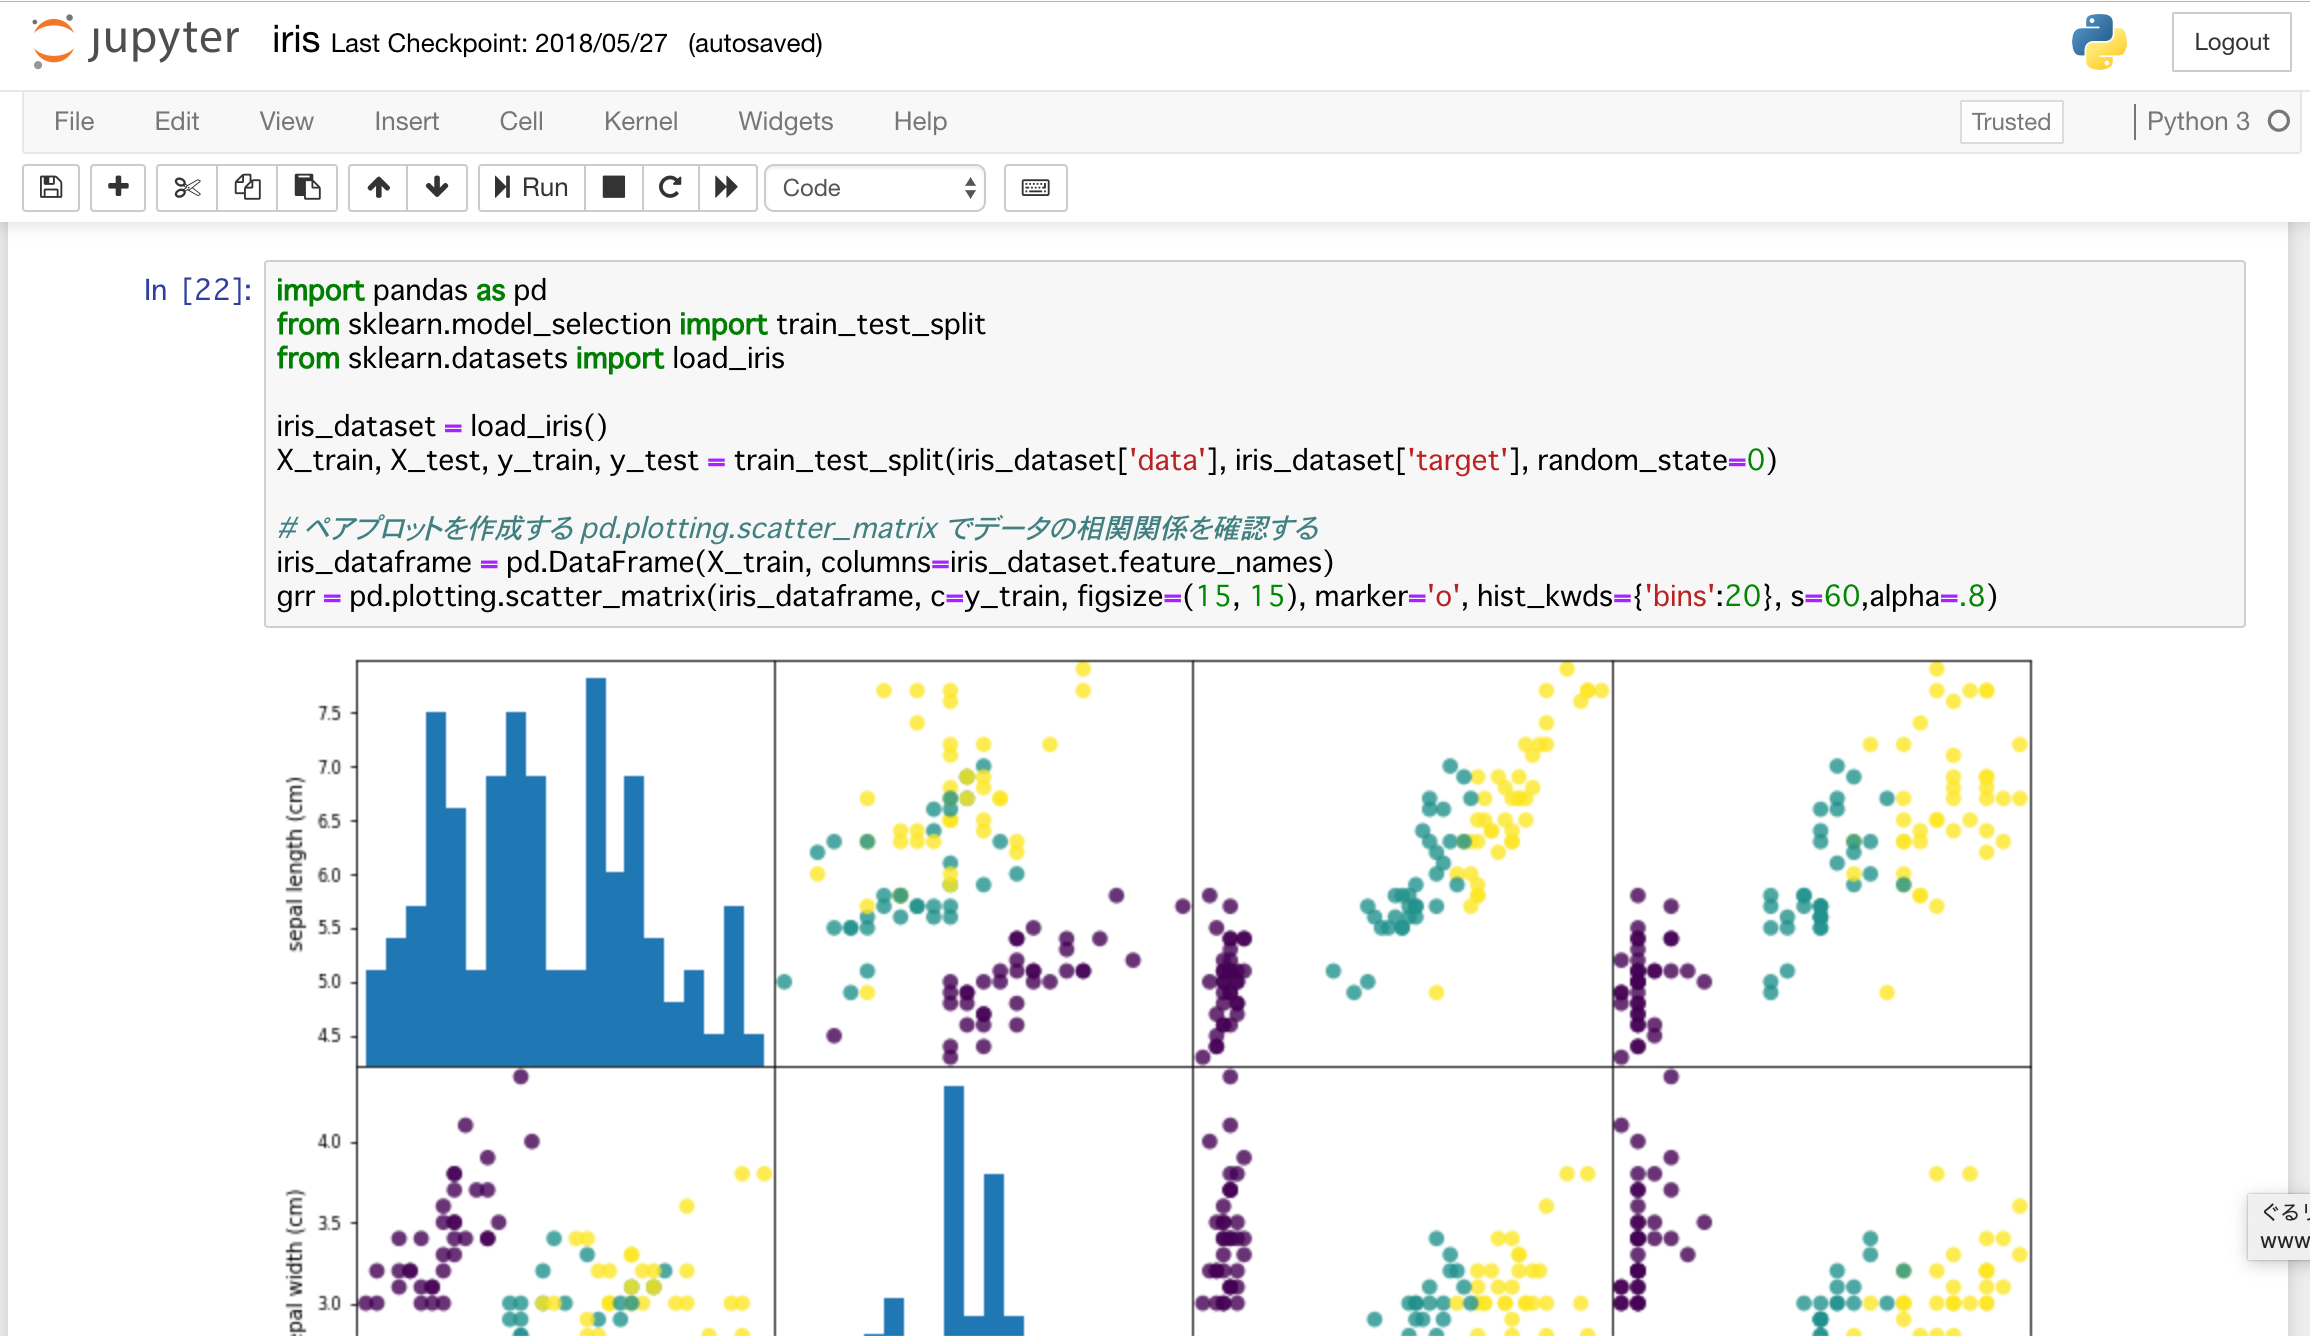 jupyter iris Last Checkpoint: 2018/05/27 (autosaved) Logout
File Edit View Insert Cell Kernel Widgets Help Trusted Python 3
Run Code
In [22]:
import pandas as pd
from sklearn.model_selection import train_test_split
from sklearn.datasets import load_iris
iris_dataset = load_iris()
X_train, X_test, y_train, y_test = train_test_split(iris_dataset['data'], iris_dataset['target'], random_state=0)
# ペアプロットを作成する pd.plotting.scatter_matrix でデータの相関関係を確認する
iris_dataframe = pd.DataFrame(X_train, columns=iris_dataset.feature_names)
grr = pd.plotting.scatter_matrix(iris_dataframe, c=y_train, figsize=(15, 15), marker='o', hist_kwds={'bins':20}, s=60,alpha=.8)
sepal length (cm)
7.5
7.0
6.5
6.0
5.5
5.0
4.5
epal width (cm)
4.0
3.5
3.0
ぐる
www